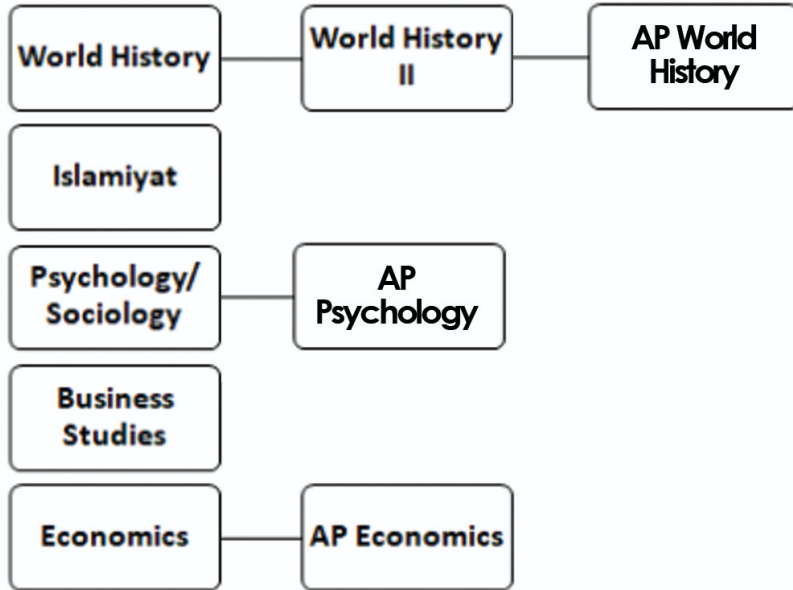 World History
World History
II
AP World
History
Islamiyat
Psychology/
Sociology
AP
Psychology
Business
Studies
Economics
AP Economics